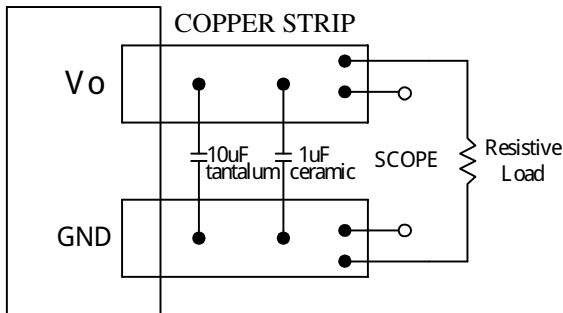 COPPER STRIP
Vo
10uF
tantalum
1uF
ceramic
SCOPE
Resistive
Load
GND